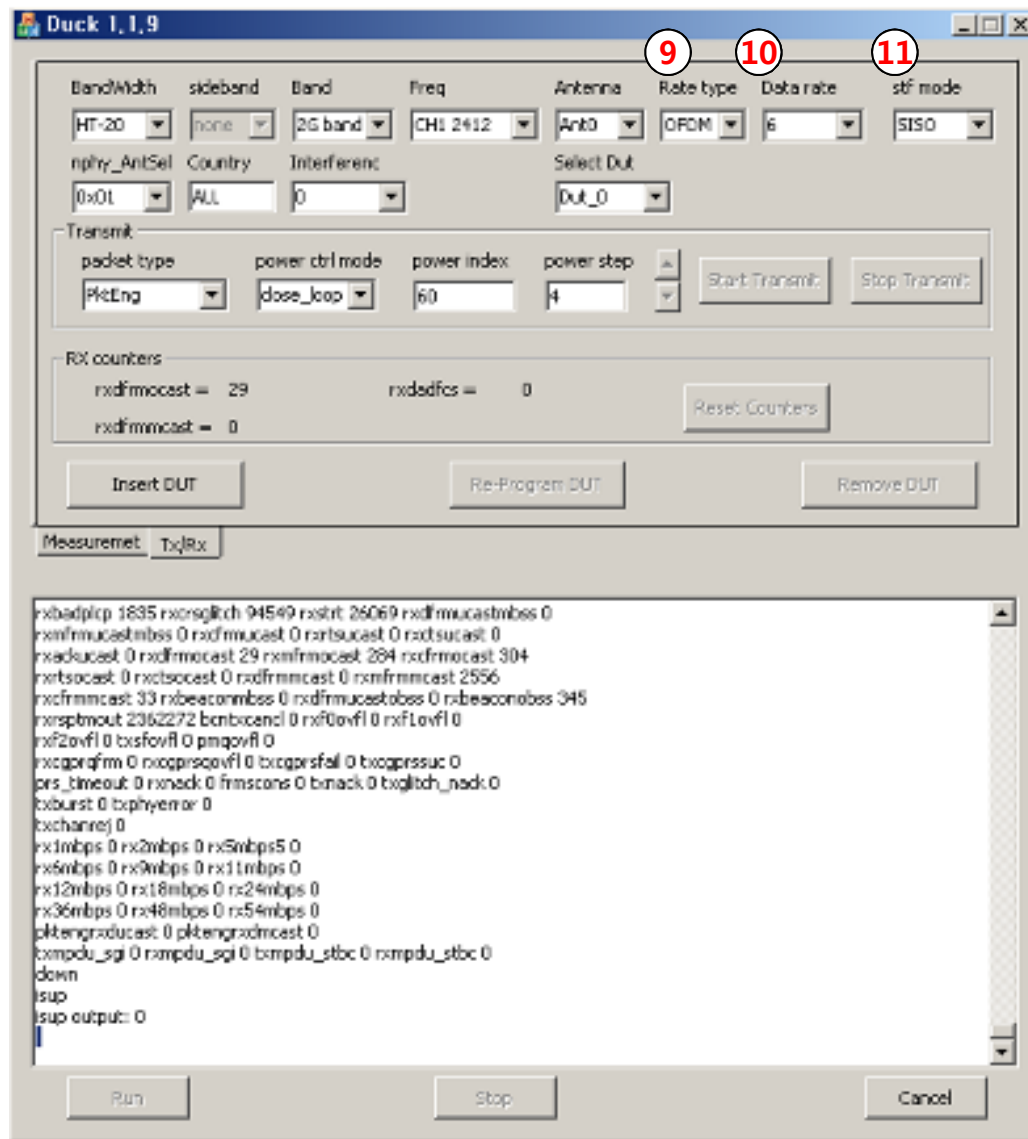 Duck 1,1,9
9 10 11
BandWidth sideband Band Freq Antenna Rate type Data rate stf mode
HT-20 none 2G band CH1 2412 Ant0 OFDM 6 SISO
nphy_AntSel Country Interferenc Select Dut
0x01 ALL 0 Dut_0
Transmit
packet type power ctrl mode power index power step
PktEng close_loop 60 4 Start Transmit Stop Transmit
RX counters
rxdfrmocast = 29 rxdadfcs = 0
Reset Counters
rxdfrmmcast = 0
Insert DUT Re-Program DUT Remove DUT
Measuremet Tx/Rx
rxbadplcp 1835 rxcrsglitch 94549 rxstrt 26069 rxdfrmucastmbss 0
rxmfrmucastmbss 0 rxcfrmucast 0 rxrtsucast 0 rxctsucast 0
rxackucast 0 rxdfrmocast 29 rxmfrmocast 284 rxcfrmocast 304
rxrtsocast 0 rxctsocast 0 rxdfrmmcast 0 rxmfrmmcast 2556
rxcfrmmcast 33 rxbeaconmbss 0 rxdfrmucastobss 0 rxbeaconobss 345
rxrsptmout 2362272 bcntxcancl 0 rxf0ovfl 0 rxf1ovfl 0
rxf2ovfl 0 txsfovfl 0 pmqovfl 0
rxcgprqfrm 0 rxcgprsqovfl 0 txcgprsfail 0 txcgprssuc 0
prs_timeout 0 rxnack 0 frmscons 0 txnack 0 txglitch_nack 0
txburst 0 txphyerror 0
txchanrej 0
rx1mbps 0 rx2mbps 0 rx5mbps5 0
rx6mbps 0 rx9mbps 0 rx11mbps 0
rx12mbps 0 rx18mbps 0 rx24mbps 0
rx36mbps 0 rx48mbps 0 rx54mbps 0
pktengrxducast 0 pktengrxdmcast 0
txmpdu_sgi 0 rxmpdu_sgi 0 txmpdu_stbc 0 rxmpdu_stbc 0
down
isup
isup output: 0
Run Stop Cancel